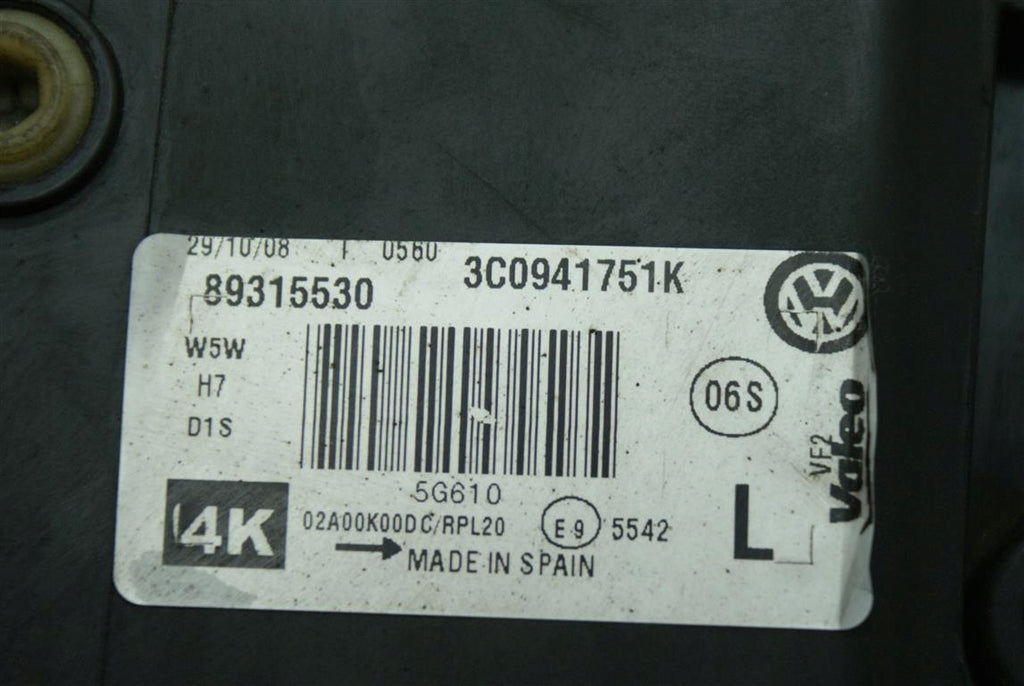 29/10/08 T 0560
89315530 3C0941751K
W5W
H7
D1S
06S
VF2
Valeo
5G610
4K
02A00K00DC/RPL20 E9 5542
L
MADE IN SPAIN